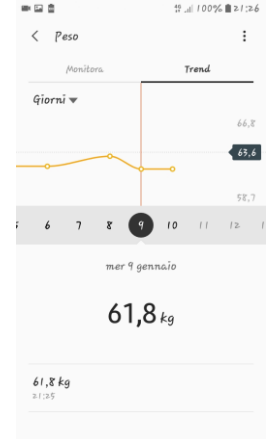 100% 21:26
Peso
Monitora Trend
Giorni
66,8
63,6
58,7
6 7 8 9 10 11 12
mer 9 gennaio
61,8 kg
61,8 kg
21:25